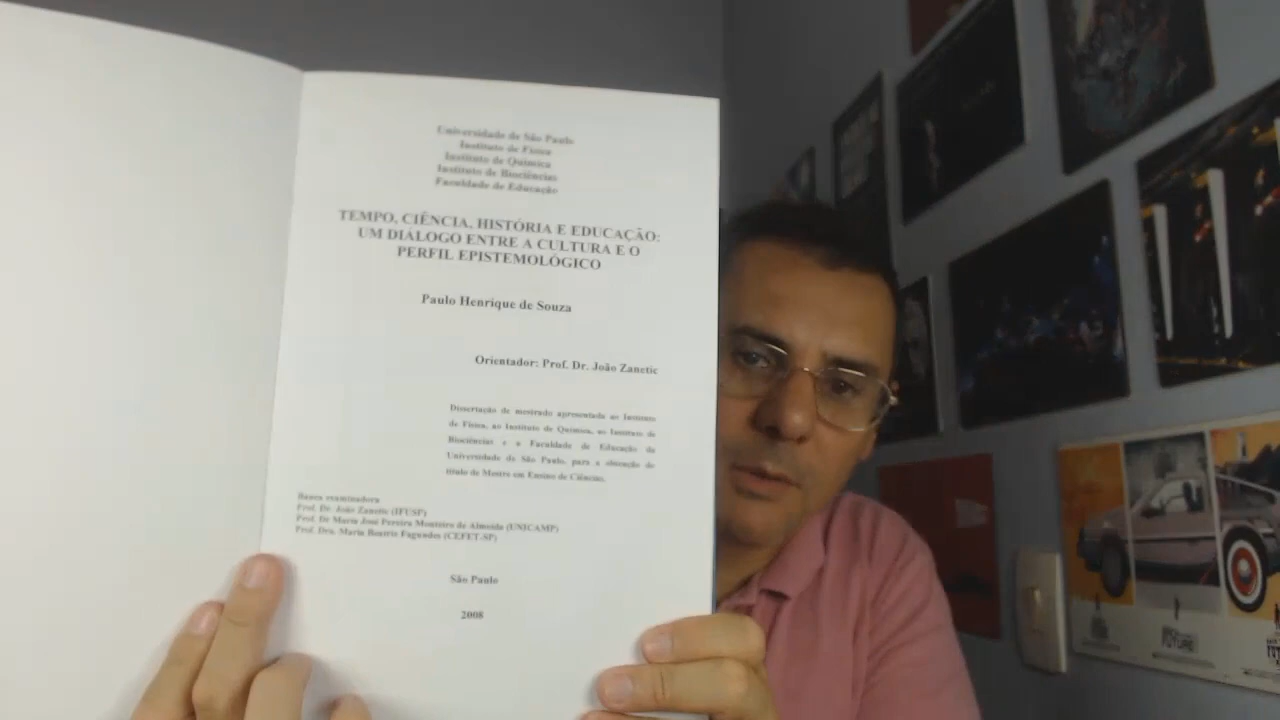 Universidade de São Paulo
Instituto de Física
Instituto de Química
Instituto de Biociências
Faculdade de Educação
TEMPO, CIÊNCIA, HISTÓRIA E EDUCAÇÃO:
UM DIÁLOGO ENTRE A CULTURA E O
PERFIL EPISTEMOLÓGICO
Paulo Henrique de Souza
Orientador: Prof. Dr. João Zanetic
Dissertação de mestrado apresentada ao Instituto
de Física, ao Instituto de Química, ao Instituto de
Biociências e a Faculdade de Educação da
Universidade de São Paulo, para a obtenção do
título de Mestre em Ensino de Ciências.
Banca examinadora
Prof. Dr. João Zanetic (IFUSP)
Prof. Dr Maria José Pereira Monteiro de Almeida (UNICAMP)
Prof. Dra. Maria Beatriz Fagundes (CEFET-SP)
São Paulo
2008
FUTURE